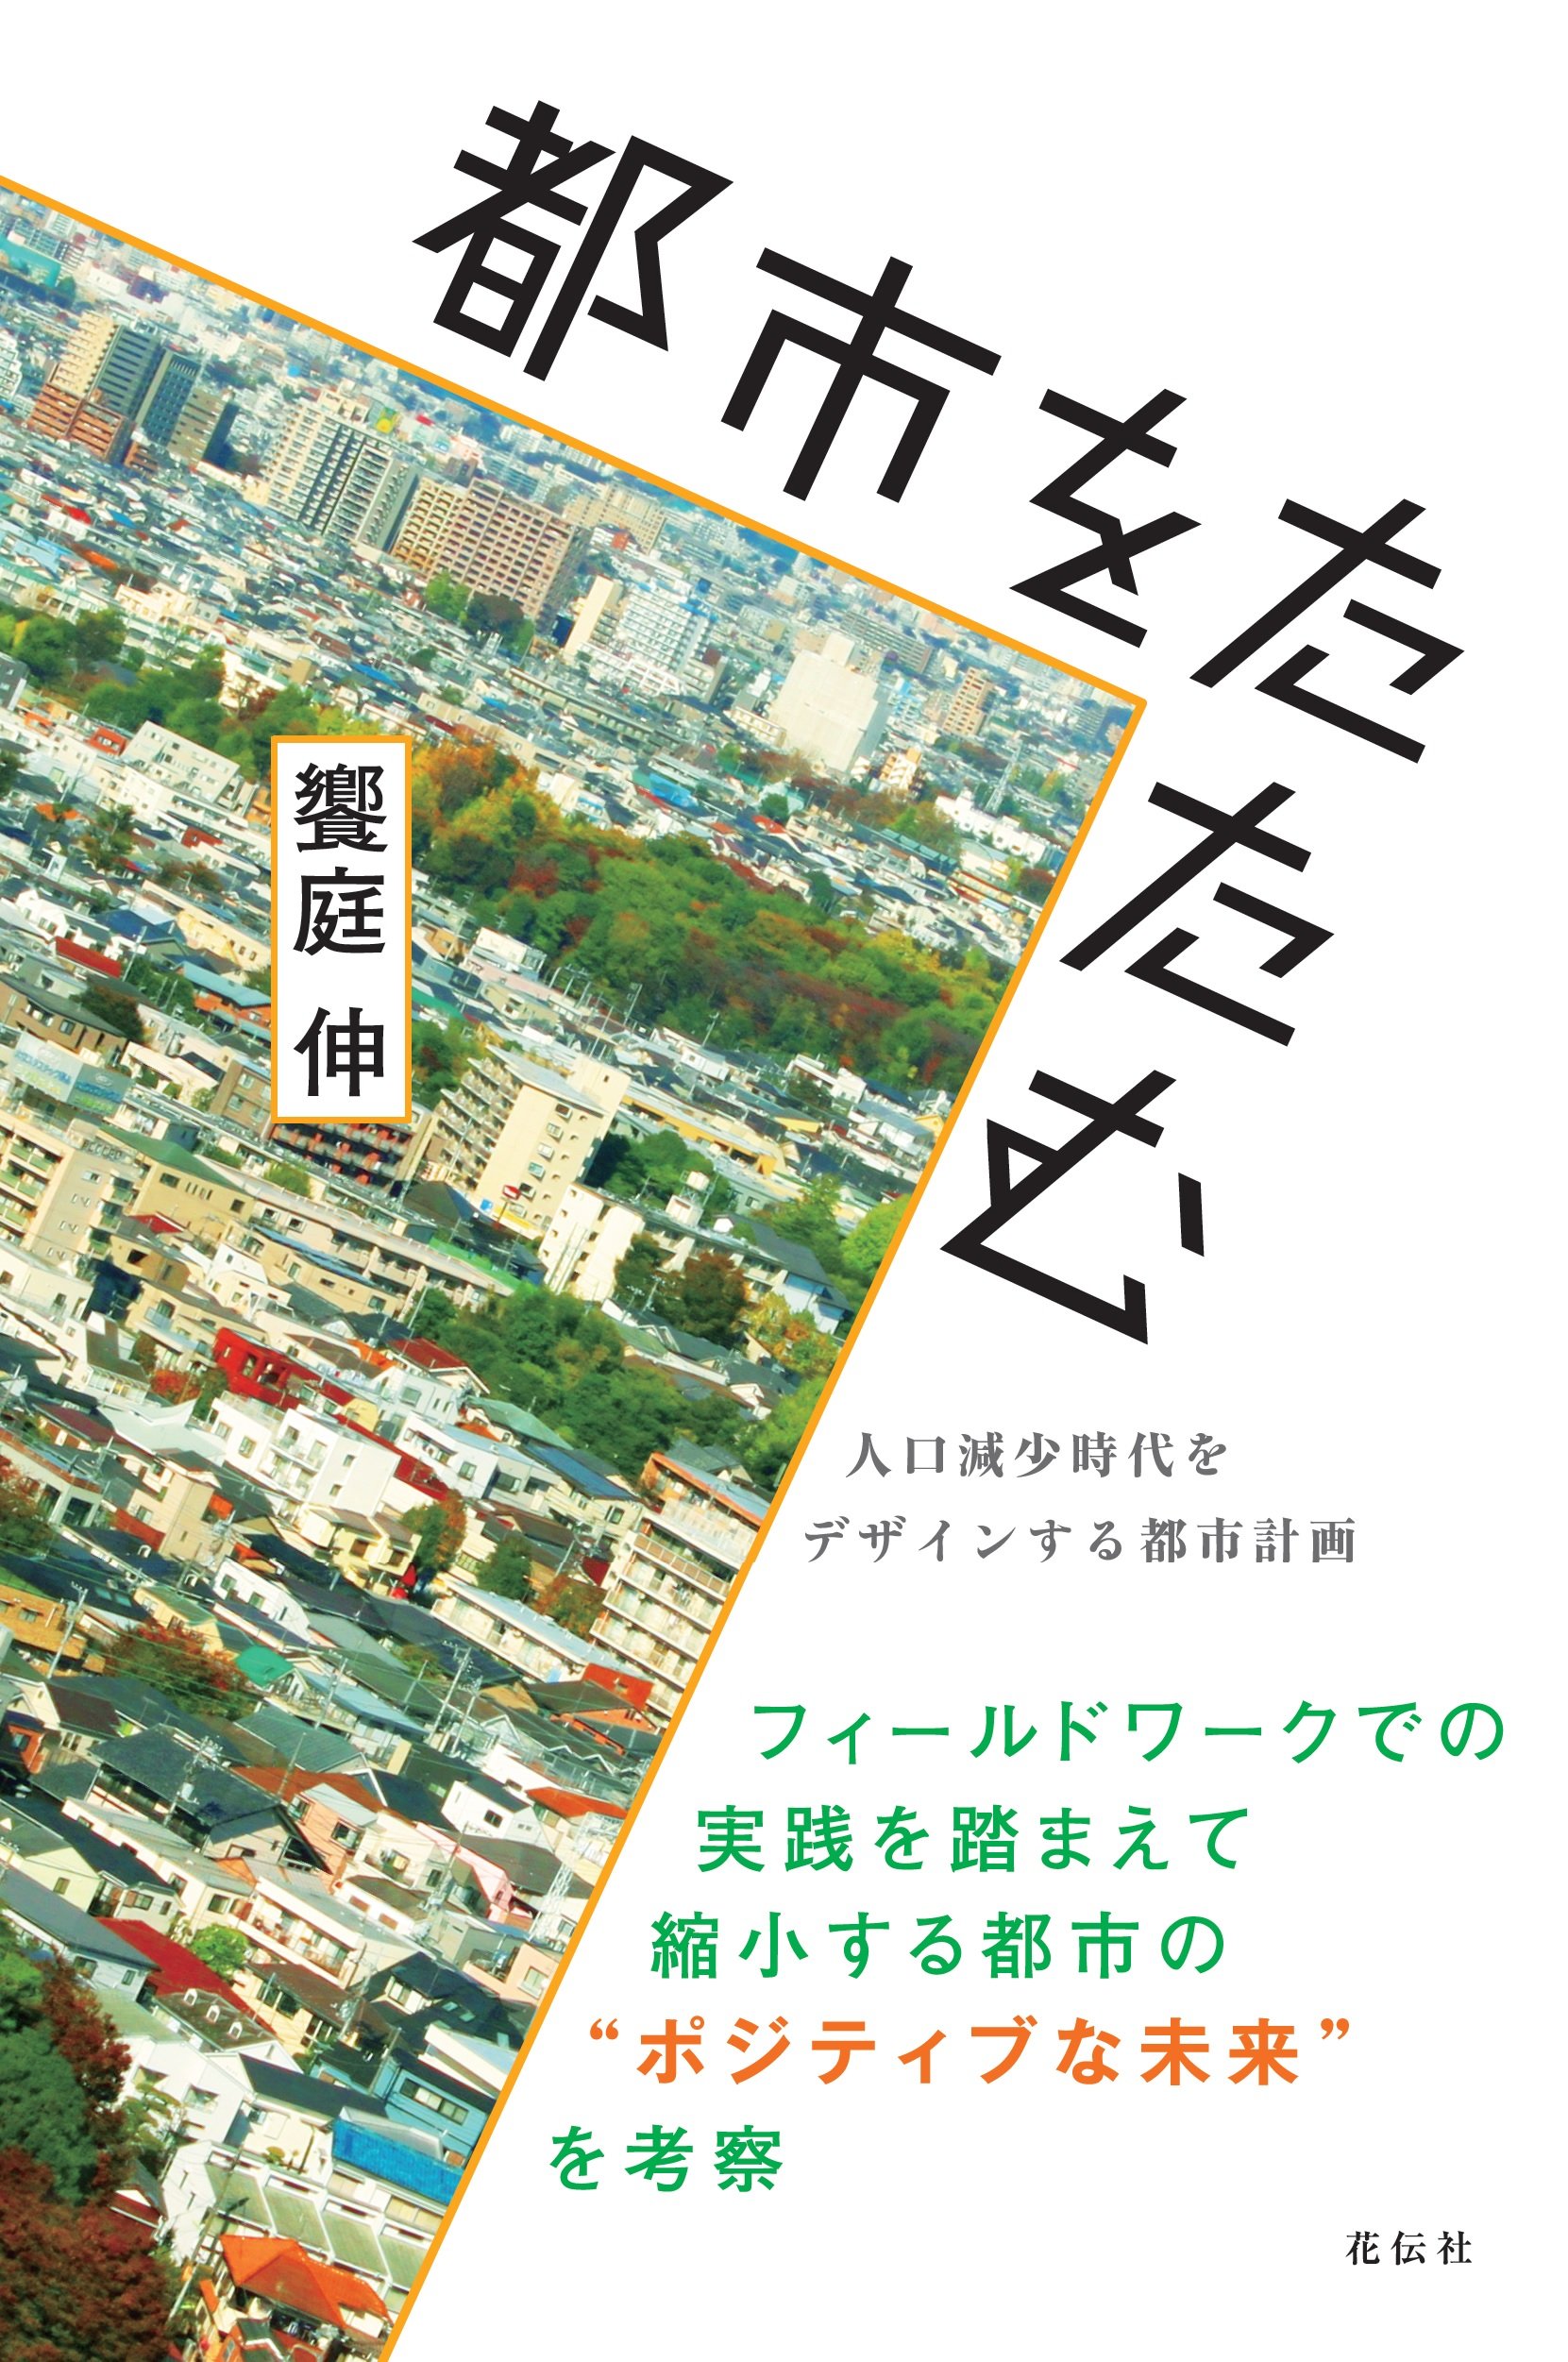 都市をたたむ
饗庭 伸
人口減少時代を
デザインする都市計画
フィールドワークでの
実践を踏まえて
縮小する都市の
“ポジティブな未来”
を考察
花伝社